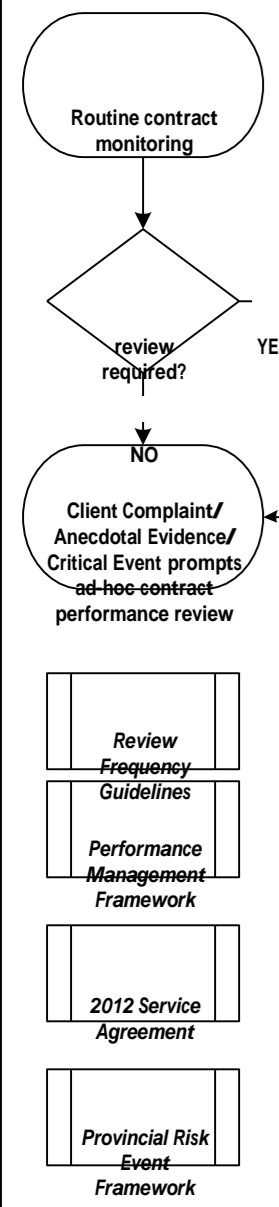 Routine contract
monitoring
review
required?
YE
NO
Client Complaint/
Anecdotal Evidence/
Critical Event prompts
ad-hoc contract
performance review
Review
Frequency
Guidelines
Performance
Management
Framework
2012 Service
Agreement
Provincial Risk
Event
Framework